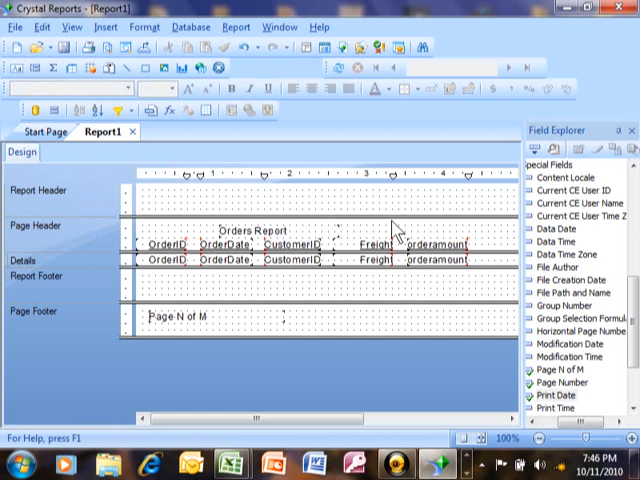 Crystal Reports - [Report1]
File Edit View Insert Format Database Report Window Help
Start Page Report1
Design
1 2 3 4
Report Header
Page Header
Orders Report
OrderID OrderDate CustomerID Freight orderamount
Details OrderID OrderDate CustomerID Freight orderamount
Report Footer
Page Footer
Page N of M
Field Explorer
pecial Fields
Content Locale
Current CE User ID
Current CE User Name
Current CE User Time Z
Data Date
Data Time
Data Time Zone
File Author
File Creation Date
File Path and Name
Group Number
Group Selection Formul
Horizontal Page Numbe
Modification Date
Modification Time
Page N of M
Page Number
Print Date
Print Time
For Help, press F1
100%
7:46 PM
10/11/2010